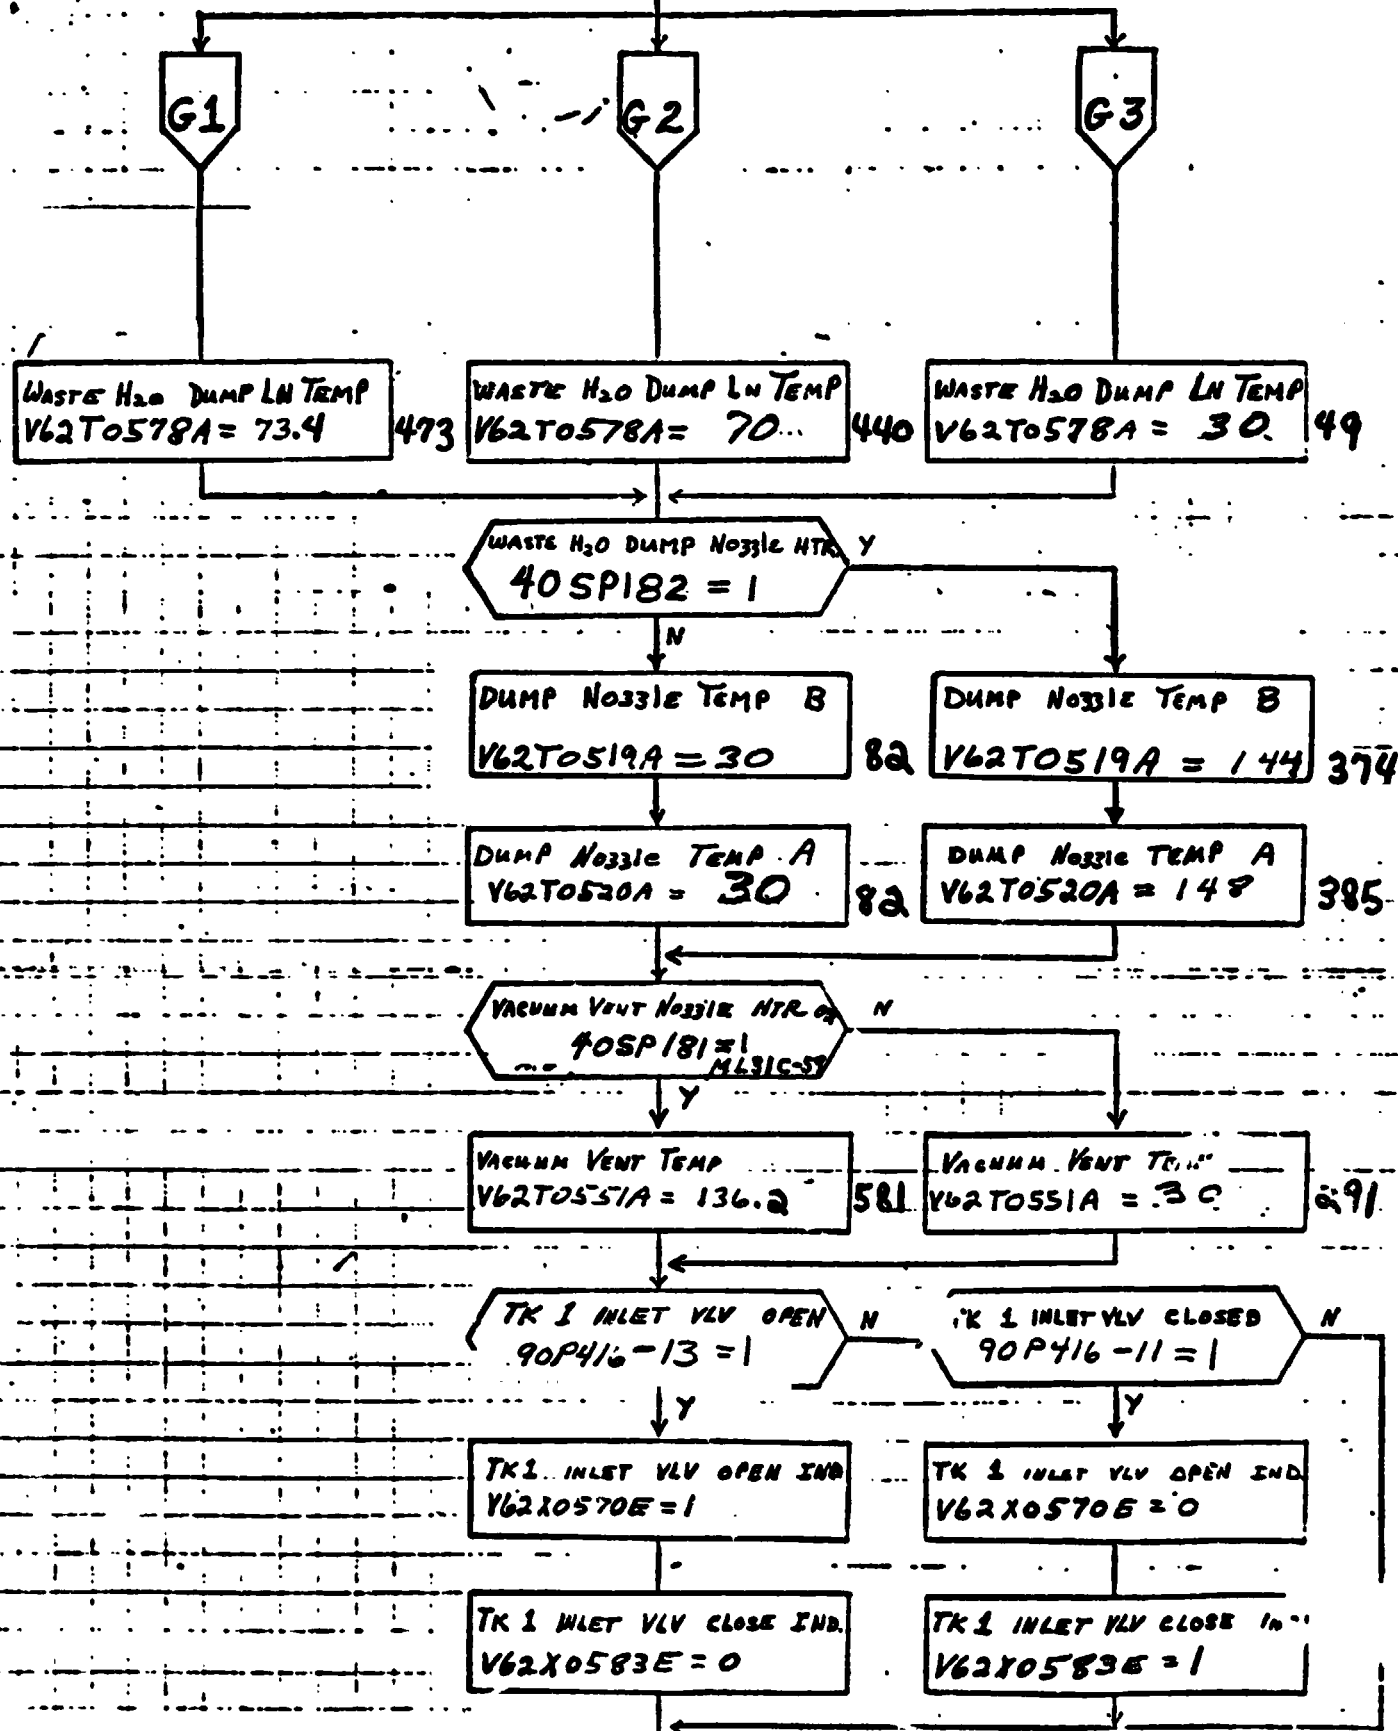 G1
G2
G3
WASTE H2O DUMP LN TEMP
V62T0578A = 73.4
473
WASTE H2O DUMP LN TEMP
V62T0578A = 70...
440
WASTE H2O DUMP LN TEMP
V62T0578A = 30.
49
WASTE H2O DUMP NozzlE HTR
Y
40SP182 = 1
N
DUMP NozzlE TEMP B
V62T0519A = 30
82
DUMP NozzlE TEMP B
V62T0519A = 144
374
DUMP NozzlE TEMP A
V62T0520A = 30
82
DUMP NozzlE TEMP A
V62T0520A = 148
385
VACUUM VENT NozzlE HTR
N
40SP181 = 1
ML31C-59
Y
VACUUM VENT TEMP
V62T0551A = 136.2
581
VACUUM VENT
V62T0551A = 30
291
TK 1 INLET VLV OPEN
N
90P416-13 = 1
Y
1 INLET VLV CLOSED
N
90P416-11 = 1
Y
TK1 INLET VLV OPEN IND
V62X0570E = 1
TK 1 INLET VLV OPEN IND
V62X0570E = 0
TK 1 INLET VLV CLOSE IND.
V62X0583E = 0
TK 1 INLET VLV CLOSE
V62X0583E = 1